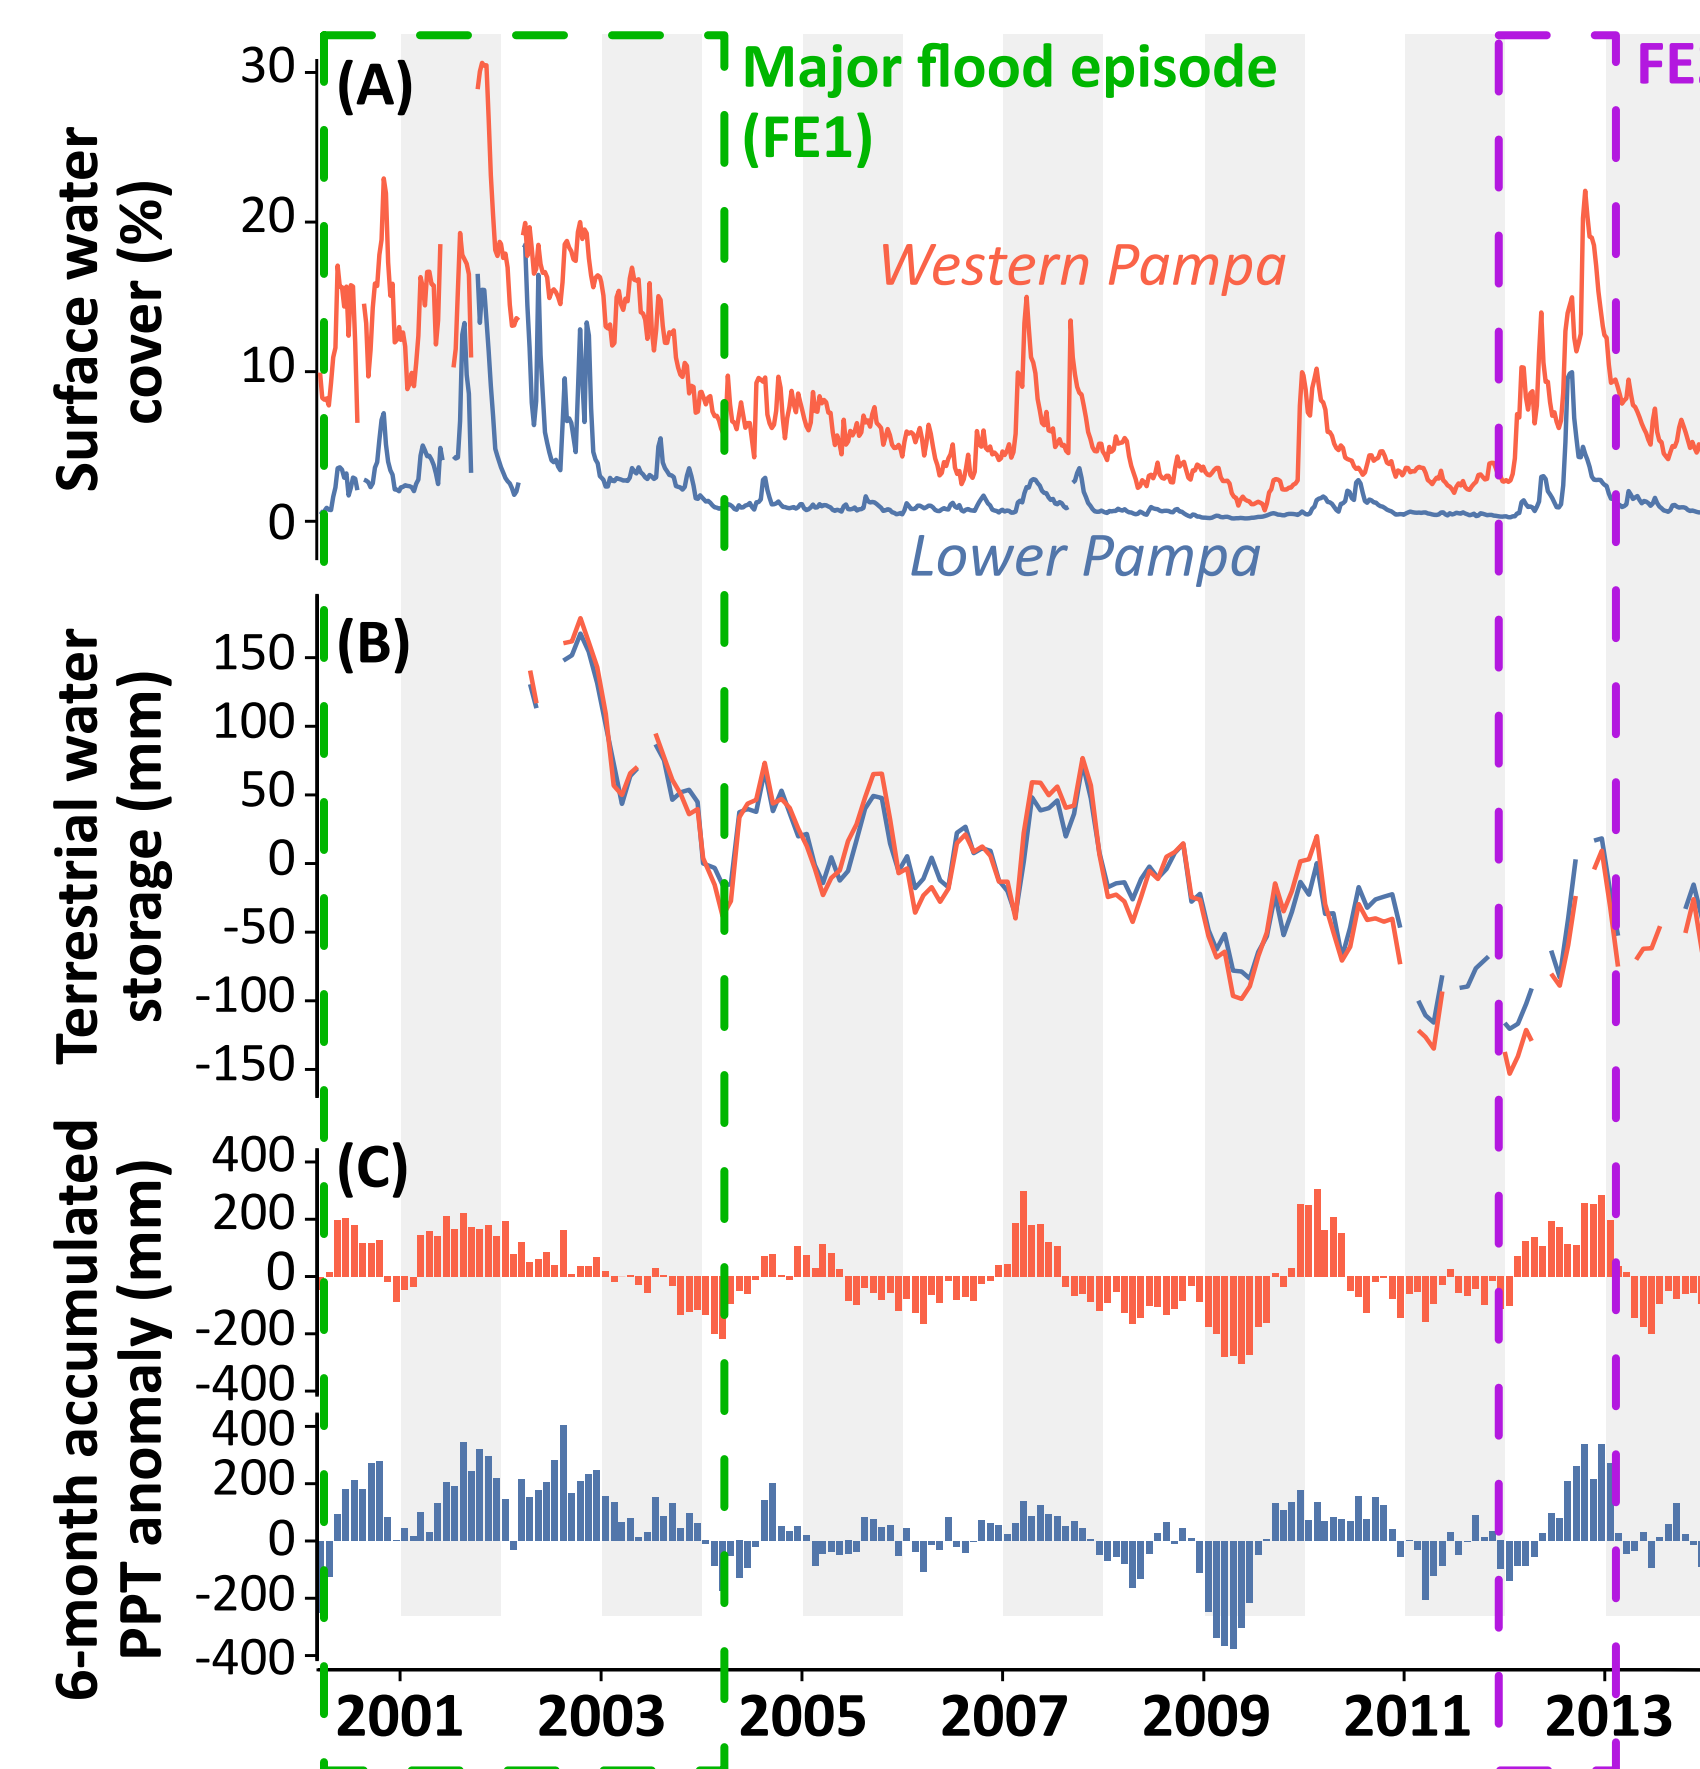 Surface water
cover (%)
30
20
10
0
(A)
Major flood episode
(FE1)
FE
Western Pampa
Lower Pampa
Terrestrial water
storage (mm)
150
100
50
0
-50
-100
-150
(B)
6-month accumulated
PPT anomaly (mm)
400
200
0
-200
-400
(C)
400
200
0
-200
-400
2001 2003 2005 2007 2009 2011 2013